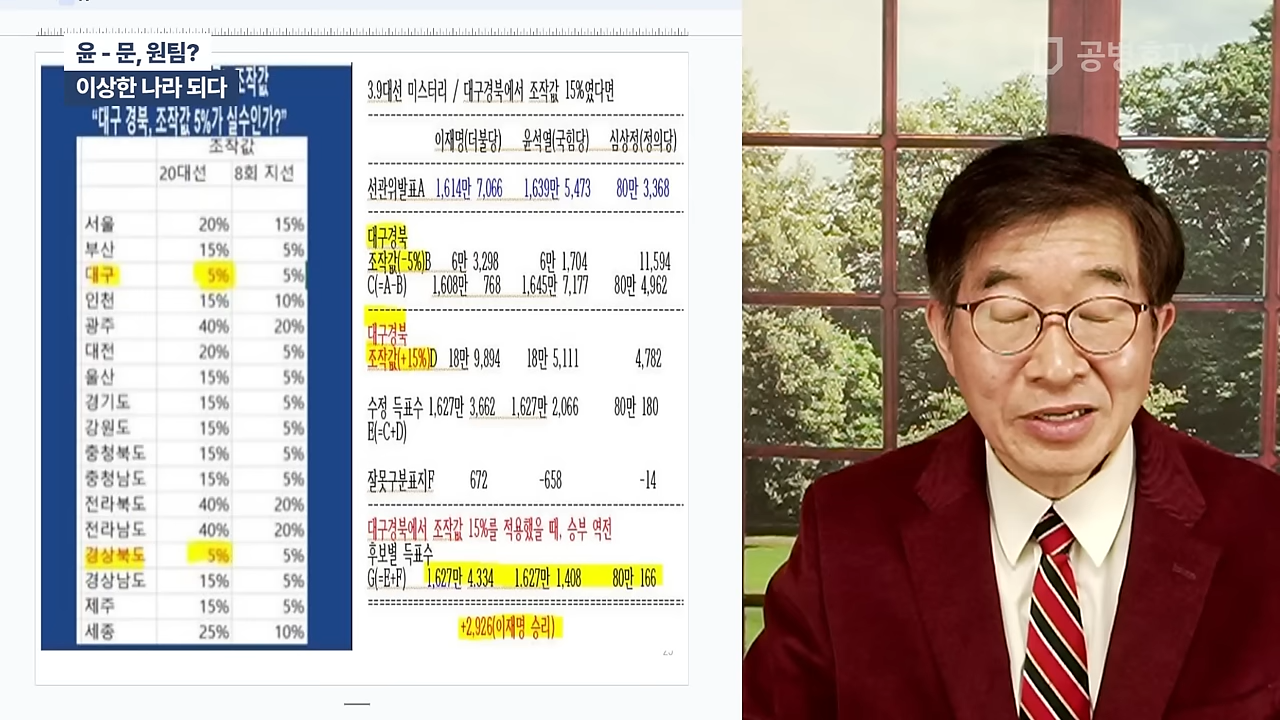 윤 - 문, 원팀?
이상한 나라 되다
조작값
“대구 경북, 조작값 5%가 실수인가?”
조작값
20대선 8회 지선
서울 20% 15%
부산 15% 5%
대구 5% 5%
인천 15% 10%
광주 40% 20%
대전 20% 5%
울산 15% 5%
경기도 15% 5%
강원도 15% 5%
충청북도 15% 5%
충청남도 15% 5%
전라북도 40% 20%
전라남도 40% 20%
경상북도 5% 5%
경상남도 15% 5%
제주 15% 5%
세종 25% 10%
3.9대선 미스터리 / 대구경북에서 조작값 15%였다면
이재명(더불당) 윤석열(국힘당) 심상정(정의당)
선관위발표A 1,614만 7,066 1,639만 5,473 80만 3,368
대구경북
조작값(-5%)B 6만 3,298 6만 1,704 11,594
C(=A-B) 1,608만 768 1,645만 7,177 80만 4,962
대구경북
조작값(+15%)D 18만 9,894 18만 5,111 4,782
수정 득표수 1,627만 3,662 1,627만 2,066 80만 180
E(=C+D)
잘못구분표지F 672 -658 -14
대구경북에서 조작값 15%를 적용했을 때, 승부 역전
후보별 득표수
G(=E+F) 1,627만 4.334 1.627만 1,408 80만 166
+2,926(이재명 승리)
공병호TV